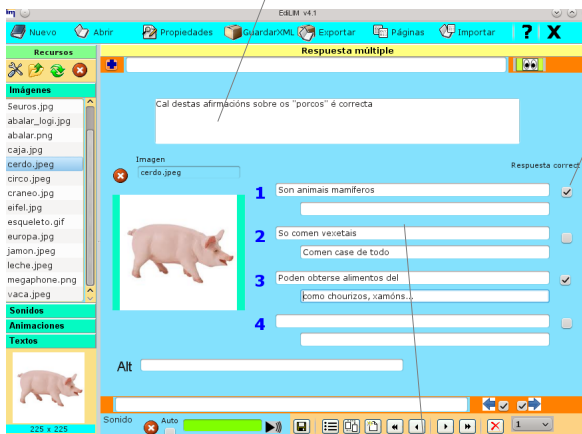 EdiLIM v4.1
Nuevo Abrir Propiedades GuardarXML Exportar Páginas Importar ? X
Recursos
Respuesta múltiple
Imágenes
5euros.jpg
abalar_logi.jpg
abalar.png
caja.jpg
cerdo.jpeg
circo.jpeg
craneo.jpg
eifel.jpg
esqueleto.gif
europa.jpg
jamon.jpeg
leche.jpeg
megaphone.png
vaca.jpeg
Sonidos
Animaciones
Textos
225 x 225
Cal destas afirmacións sobre os "porcos" é correcta
Imagen
cerdo.jpeg
Respuesta correct
1 Son animais mamíferos
2 So comen vexetais
Comen case de todo
3 Poden obterse alimentos del
como chourizos, xamóns...
4
Alt
Sonido
Auto
1